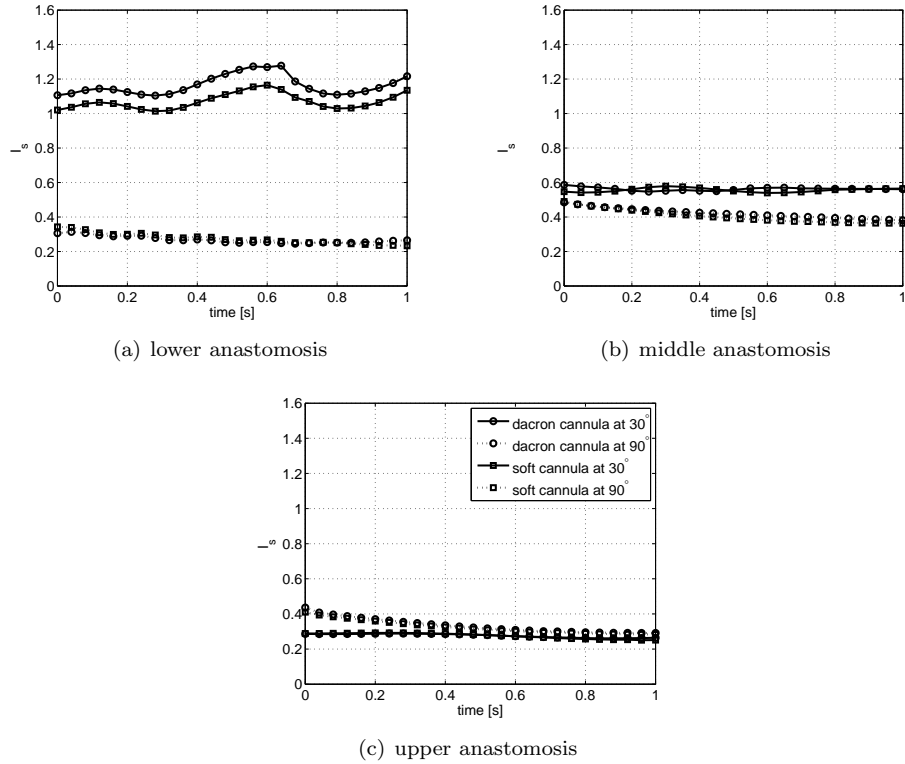 1.6
1.4
1.2
1
0.8
0.6
0.4
0.2
0
I_s
0 0.2 0.4 0.6 0.8 1
time [s]
(a) lower anastomosis
1.6
1.4
1.2
1
0.8
0.6
0.4
0.2
0
I_s
0 0.2 0.4 0.6 0.8 1
time [s]
(b) middle anastomosis
1.6
1.4
1.2
1
0.8
0.6
0.4
0.2
0
I_s
dacron cannula at 30°
dacron cannula at 90°
soft cannula at 30°
soft cannula at 90°
0 0.2 0.4 0.6 0.8 1
time [s]
(c) upper anastomosis